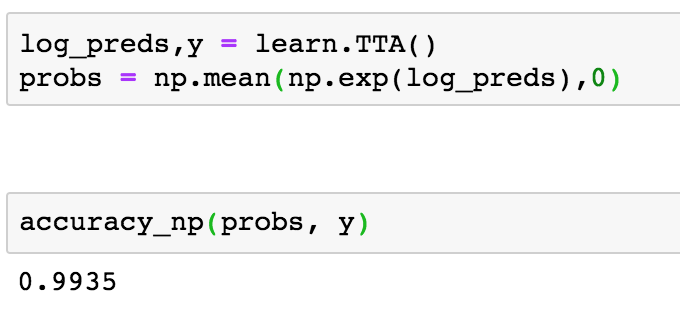 log_preds,y = learn.TTA()
probs = np.mean(np.exp(log_preds),0)
accuracy_np(probs, y)
0.9935